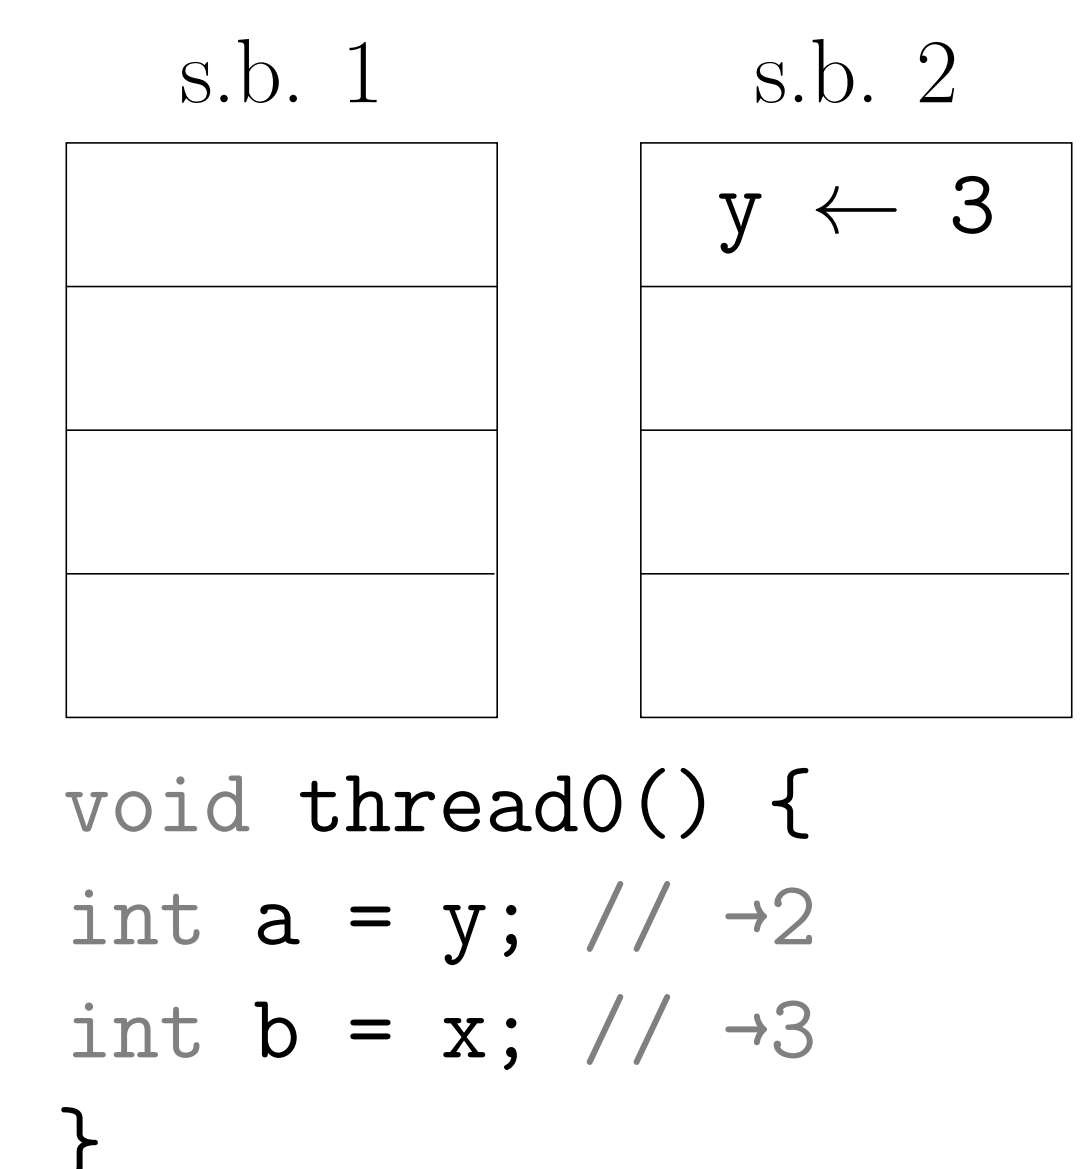 s.b. 1 s.b. 2
y ← 3
void thread0() {
int a = y; // →2
int b = x; // →3
}